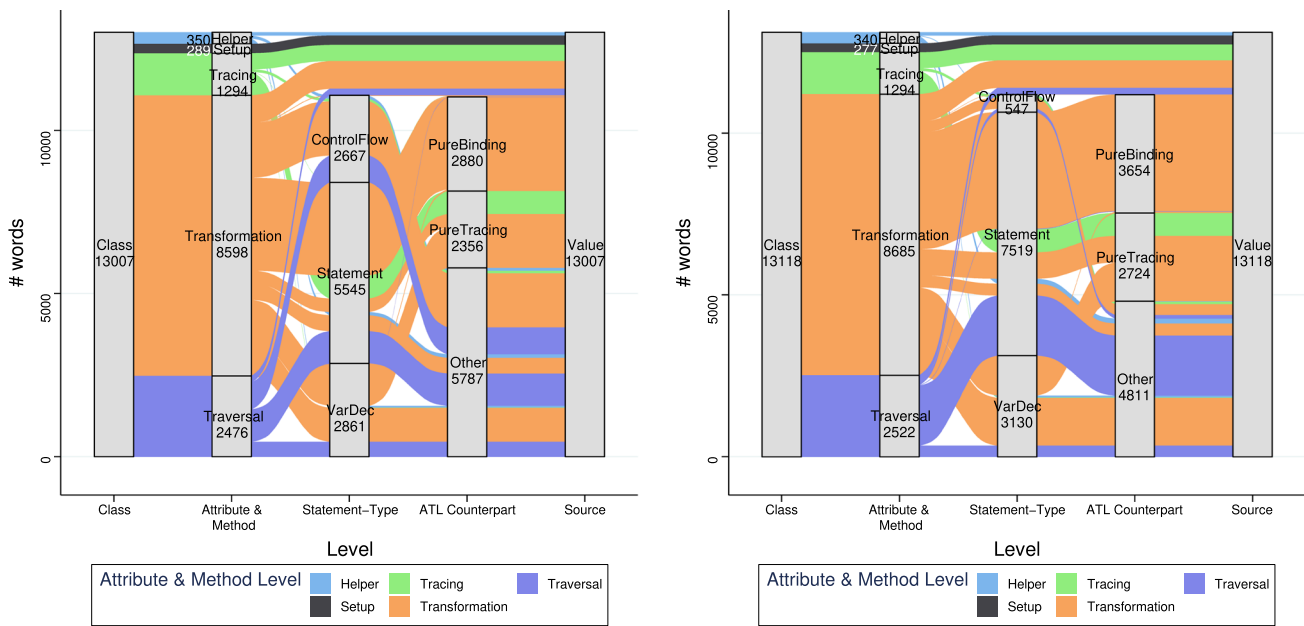 # words
10000
5000
0
Class
13007
350
Helper
289
Setup
Tracing
1294
Transformation
8598
Traversal
2476
ControlFlow
2667
Statement
5545
VarDec
2861
PureBinding
2880
PureTracing
2356
Other
5787
Value
13007
Class
Attribute &
Method
Statement−Type
ATL Counterpart
Source
Level
Attribute & Method Level
Helper
Tracing
Traversal
Setup
Transformation
# words
10000
5000
0
Class
13118
340
Helper
277
Setup
Tracing
1294
Transformation
8685
Traversal
2522
ControlFlow
547
Statement
7519
VarDec
3130
PureBinding
3654
PureTracing
2724
Other
4811
Value
13118
Class
Attribute &
Method
Statement−Type
ATL Counterpart
Source
Level
Attribute & Method Level
Helper
Tracing
Traversal
Setup
Transformation